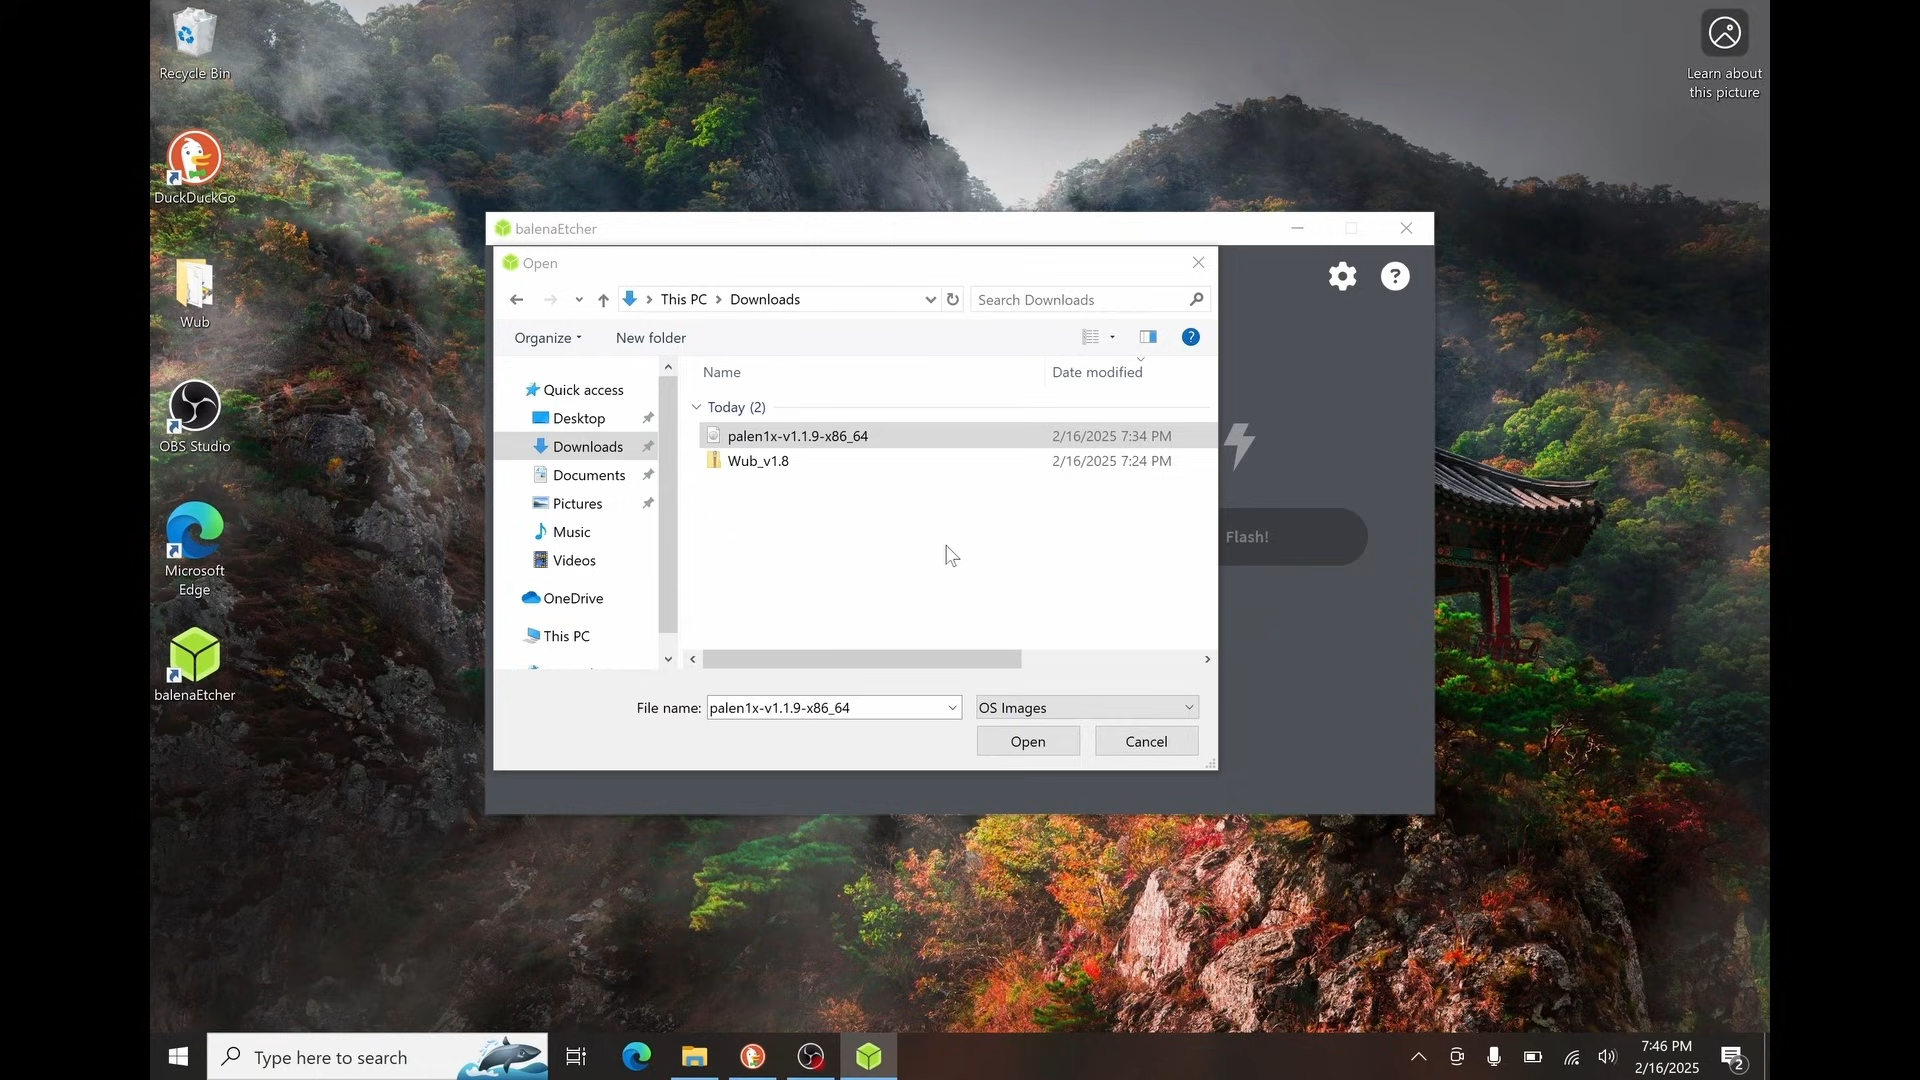 Recycle Bin
Learn about
this picture
DuckDuckGo
Wub
OBS Studio
Microsoft
Edge
balenaEtcher
balenaEtcher
Open
This PC > Downloads
Search Downloads
Organize
New folder
Name
Date modified
Quick access
Desktop
Downloads
Documents
Pictures
Music
Videos
OneDrive
This PC
Today (2)
palen1x-v1.1.9-x86_64 2/16/2025 7:34 PM
Wub_v1.8 2/16/2025 7:24 PM
Flash!
File name: palen1x-v1.1.9-x86_64
OS Images
Open
Cancel
Type here to search
7:46 PM
2/16/2025
2